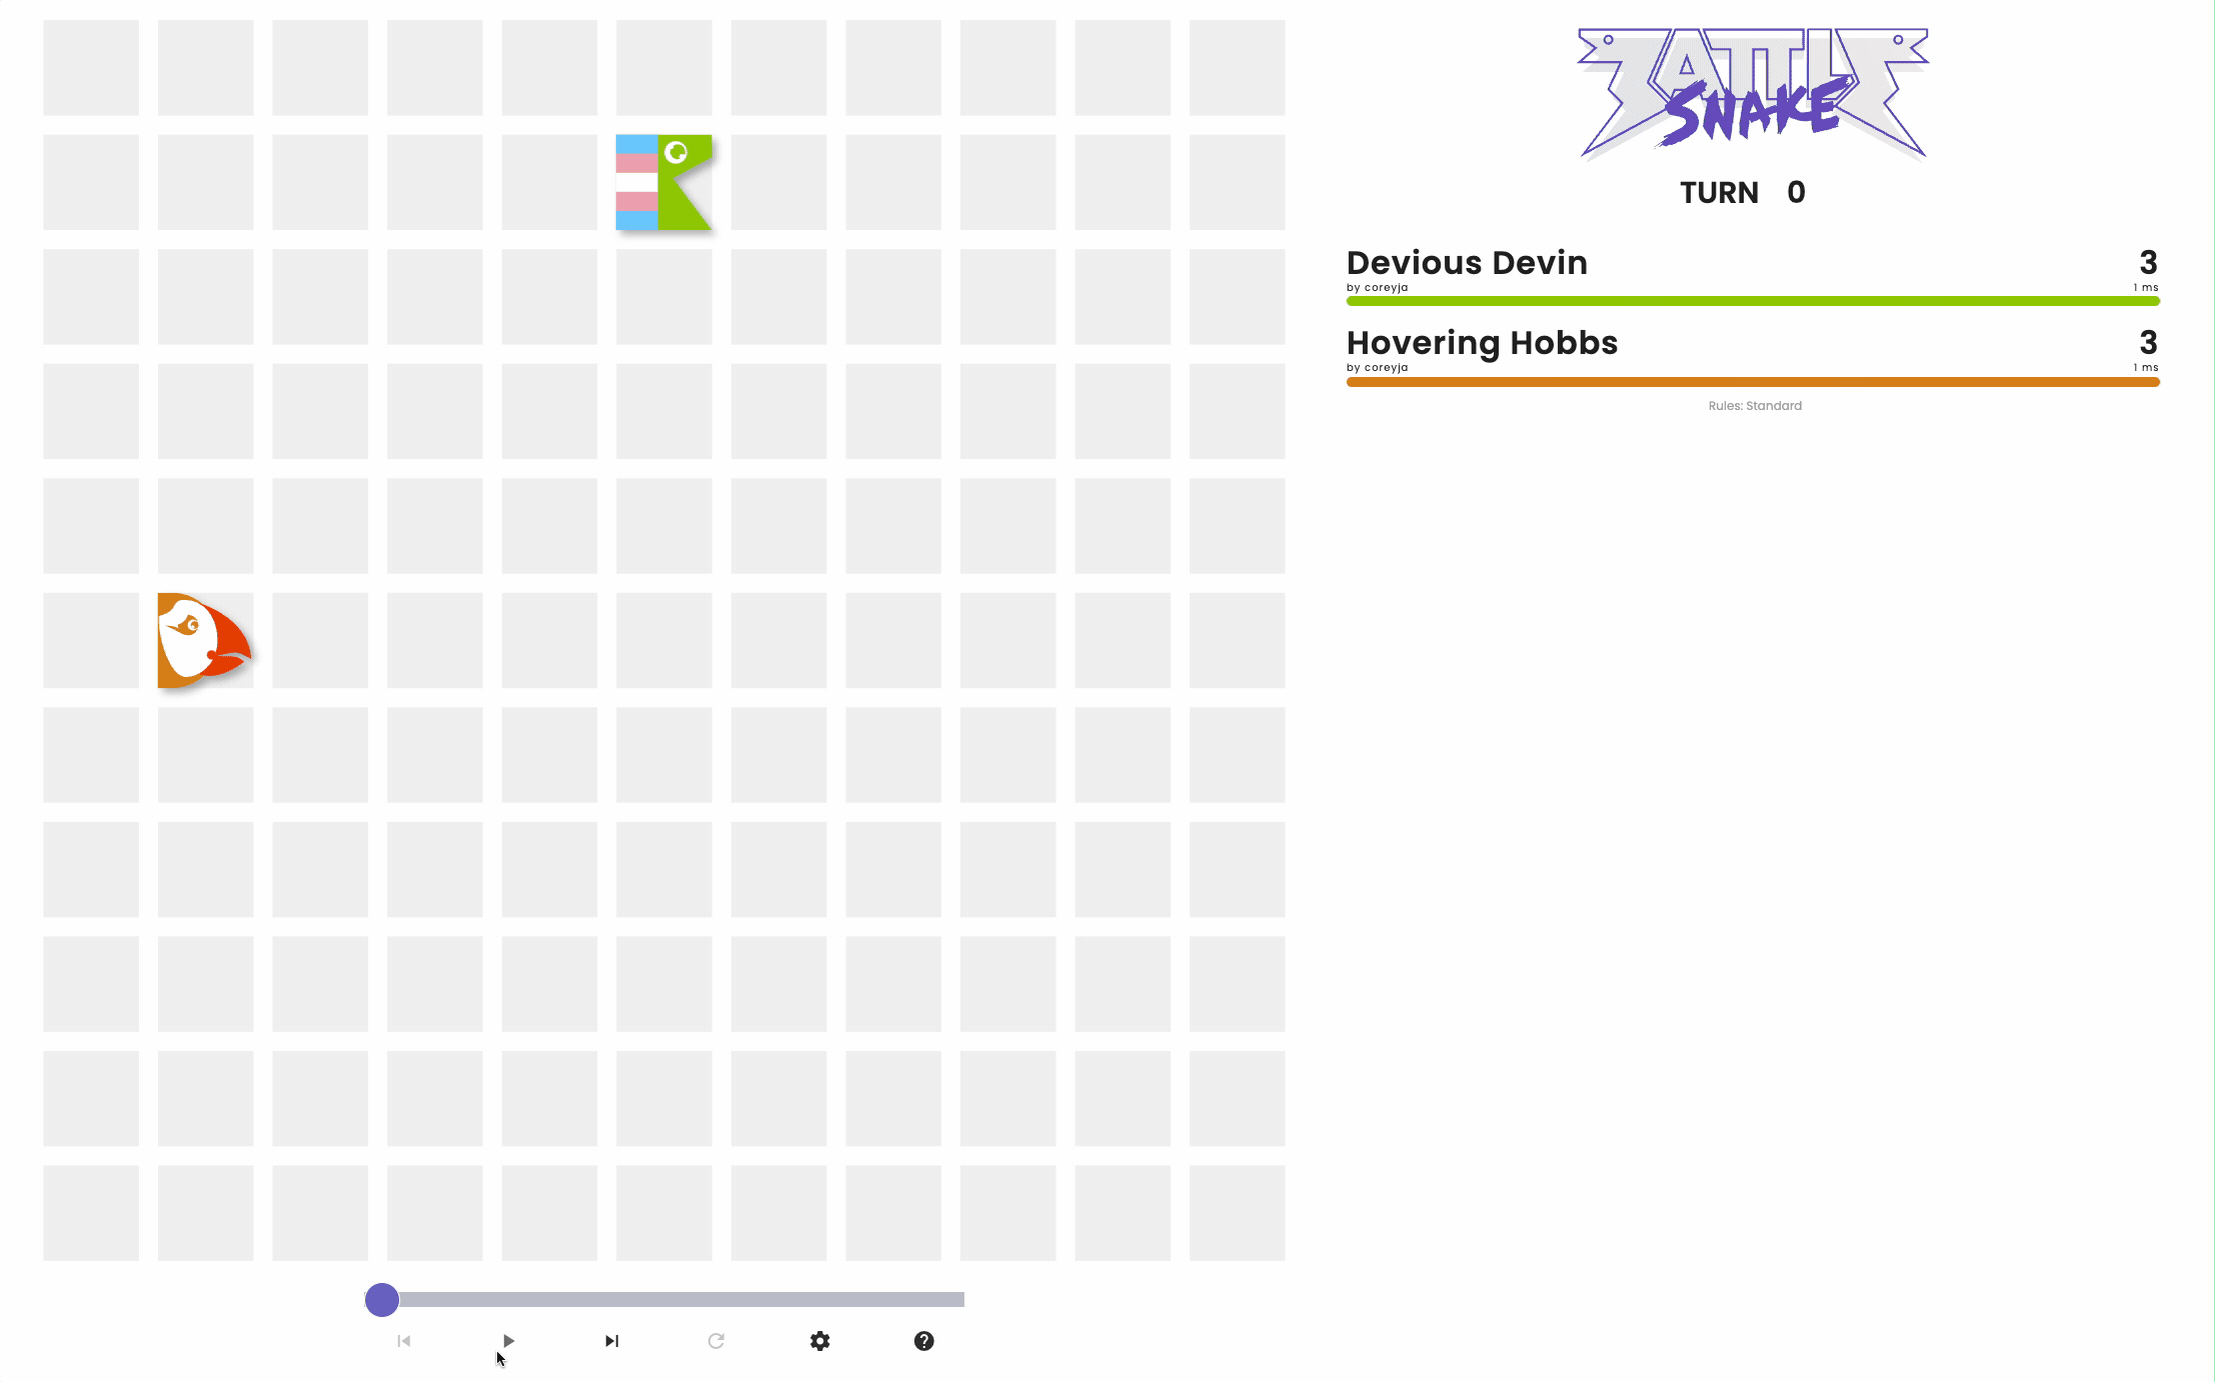 BATTLE
SNAKE
TURN 0
Devious Devin 3
by coreyja 1 ms
Hovering Hobbs 3
by coreyja 1 ms
Rules: Standard